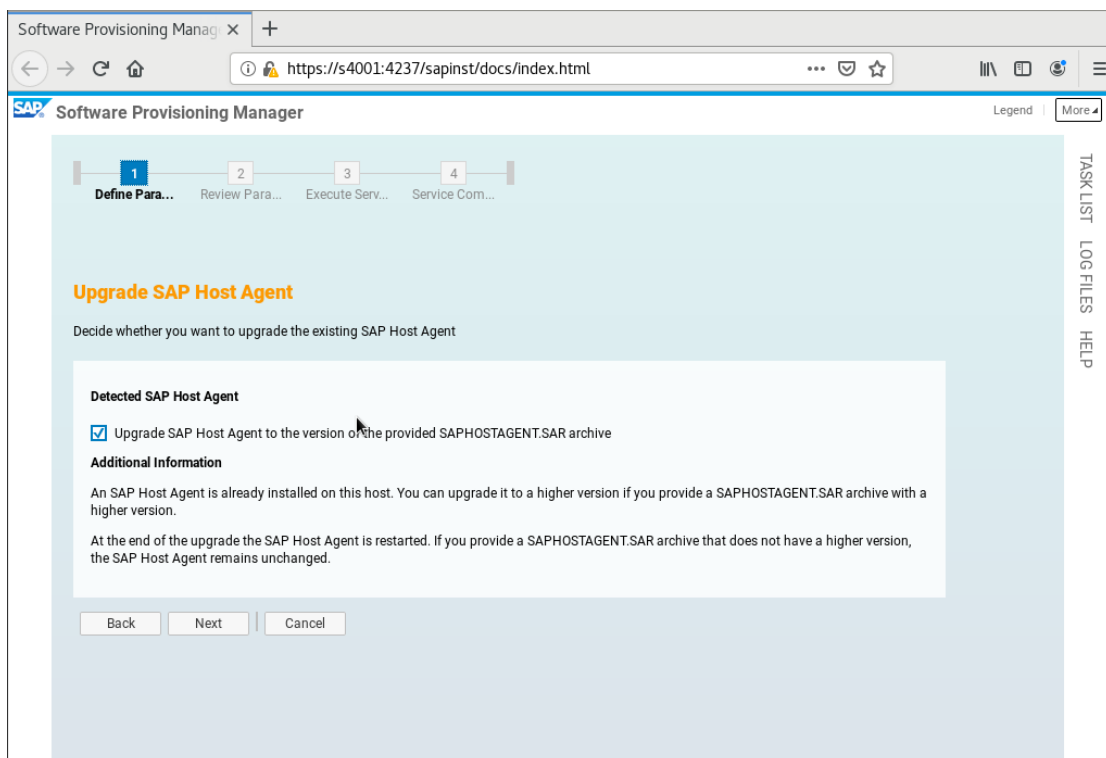 Software Provisioning Manag
https://s4001:4237/sapinst/docs/index.html
SAP Software Provisioning Manager
Legend More
1 2 3 4
Define Para... Review Para... Execute Serv... Service Com...
TASK LIST
LOG FILES
HELP
Upgrade SAP Host Agent
Decide whether you want to upgrade the existing SAP Host Agent
Detected SAP Host Agent
Upgrade SAP Host Agent to the version of the provided SAPHOSTAGENT.SAR archive
Additional Information
An SAP Host Agent is already installed on this host. You can upgrade it to a higher version if you provide a SAPHOSTAGENT.SAR archive with a
higher version.
At the end of the upgrade the SAP Host Agent is restarted. If you provide a SAPHOSTAGENT.SAR archive that does not have a higher version,
the SAP Host Agent remains unchanged.
Back Next Cancel